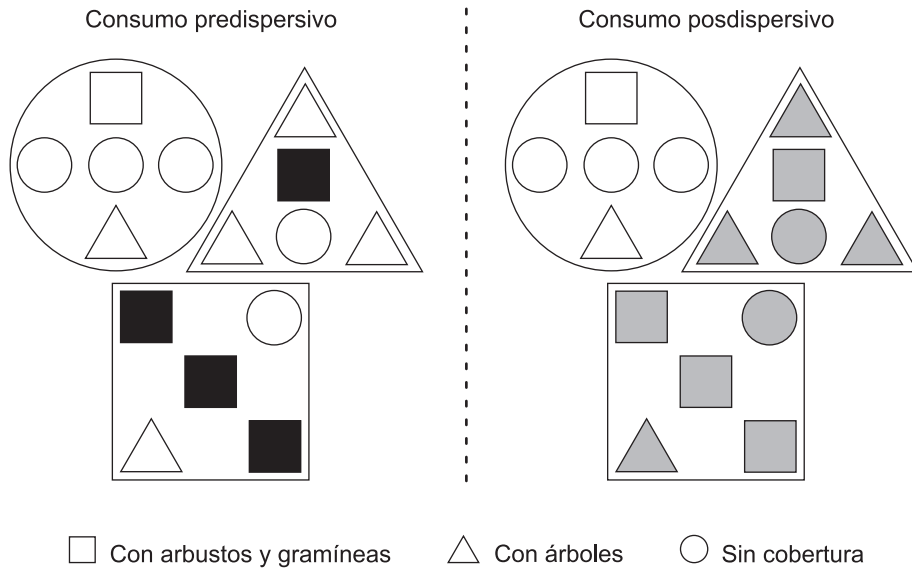 Consumo predispersivo
Consumo posdispersivo
Con arbustos y gramíneas
Con árboles
Sin cobertura